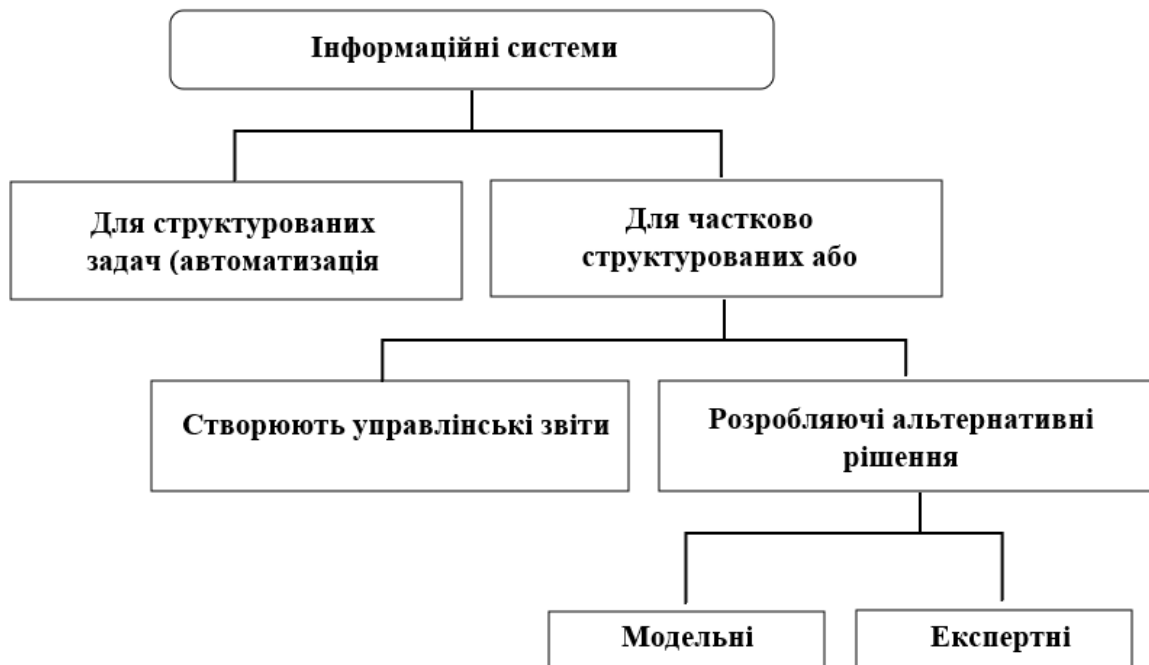 Інформаційні системи
Для структурованих
задач (автоматизація
Для частково
структурованих або
Створюють управлінські звіти
Розробляючі альтернативні
рішення
Модельні
Експертні